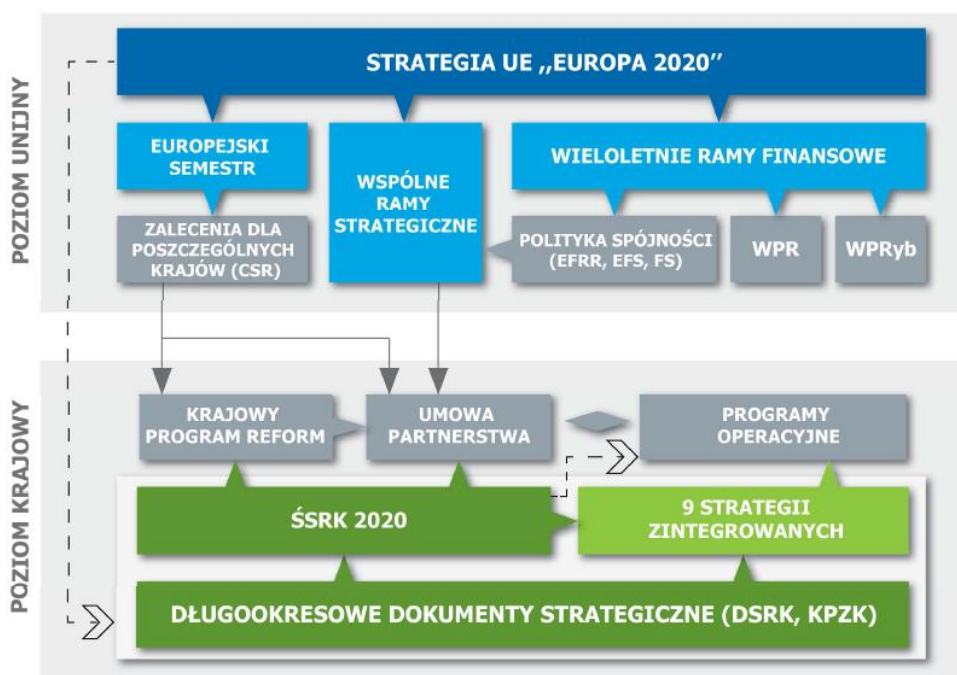 POZIOM UNIJNY
STRATEGIA UE „EUROPA 2020”
EUROPEJSKI
SEMESTR
WSPÓLNE
RAMY
STRATEGICZNE
WIELOLETNIE RAMY FINANSOWE
ZALECENIA DLA
POSZCZEGÓLNYCH
KRAJÓW (CSR)
POLITYKA SPÓJNOŚCI
(EFRR, EFS, FS)
WPR
WPRyb
POZIOM KRAJOWY
KRAJOWY
PROGRAM REFORM
UMOWA
PARTNERSTWA
PROGRAMY
OPERACYJNE
ŚSRK 2020
9 STRATEGII
ZINTEGROWANYCH
DŁUGOOKRESOWE DOKUMENTY STRATEGICZNE (DSRK, KPZK)